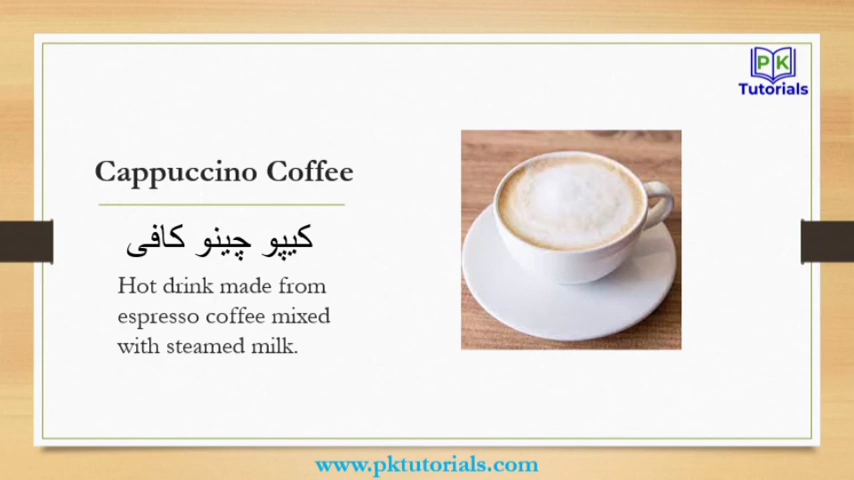 PK
Tutorials
Cappuccino Coffee
کیپو چینو کافی
Hot drink made from
espresso coffee mixed
with steamed milk.
www.pktutorials.com